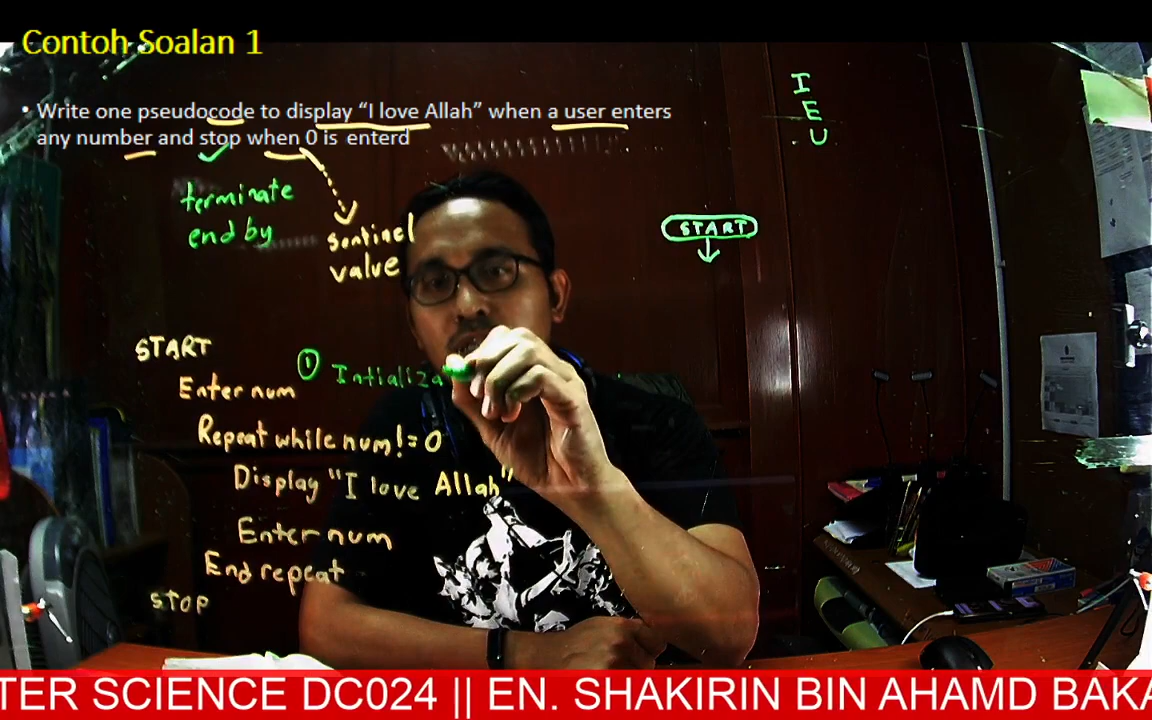 Contoh Soalan 1
• Write one pseudocode to display “I love Allah” when a user enters
any number and stop when 0 is enterd
I
E
U
terminate
end by
sentinel
value
START
START
Enter num
① Intializa
Repeat while num != 0
Display "I love Allah"
Enter num
End repeat
STOP
TER SCIENCE DC024 || EN. SHAKIRIN BIN AHAMD BAKA